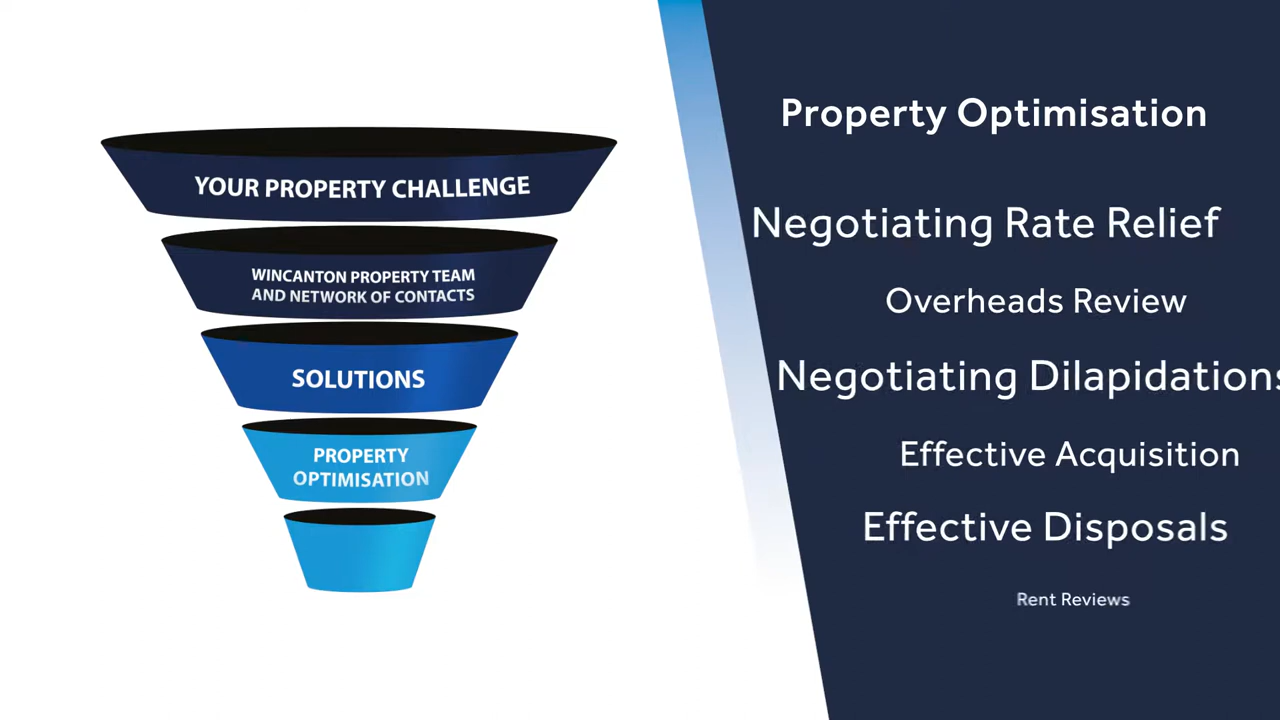 YOUR PROPERTY CHALLENGE
WINCANTON PROPERTY TEAM
AND NETWORK OF CONTACTS
SOLUTIONS
PROPERTY
OPTIMISATION
Property Optimisation
Negotiating Rate Relief
Overheads Review
Negotiating Dilapidations
Effective Acquisition
Effective Disposals
Rent Reviews